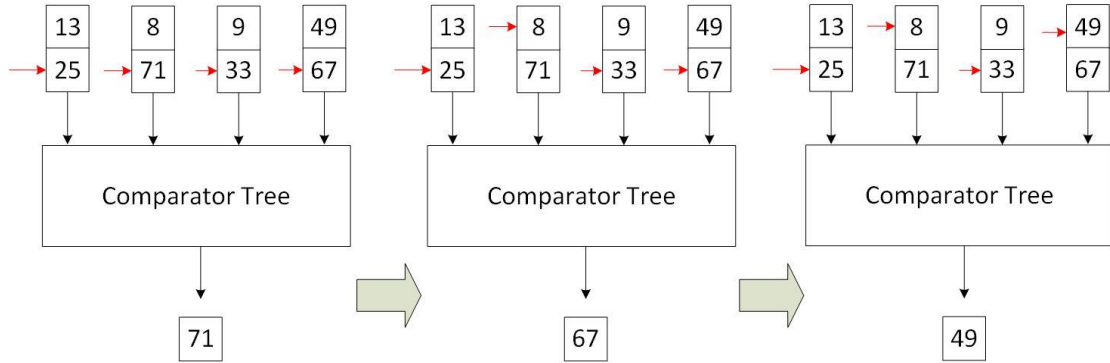 13 8 9 49 13 8 9 49 13 8 9 49
25 71 33 67 25 71 33 67 25 71 33 67
Comparator Tree Comparator Tree Comparator Tree
71 67 49